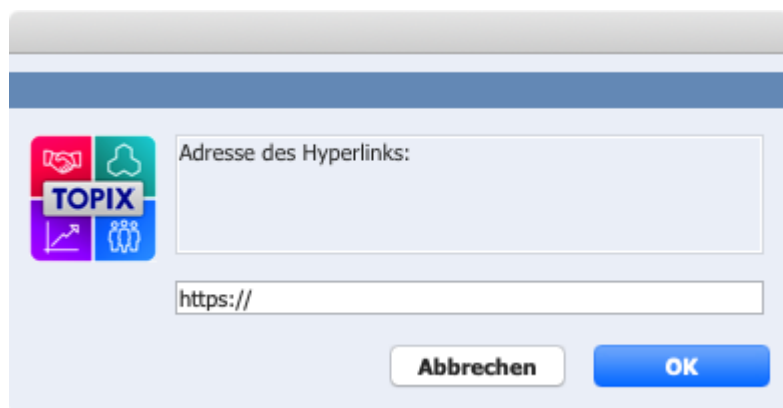 TOPIX
Adresse des Hyperlinks:
https://
Abbrechen
OK